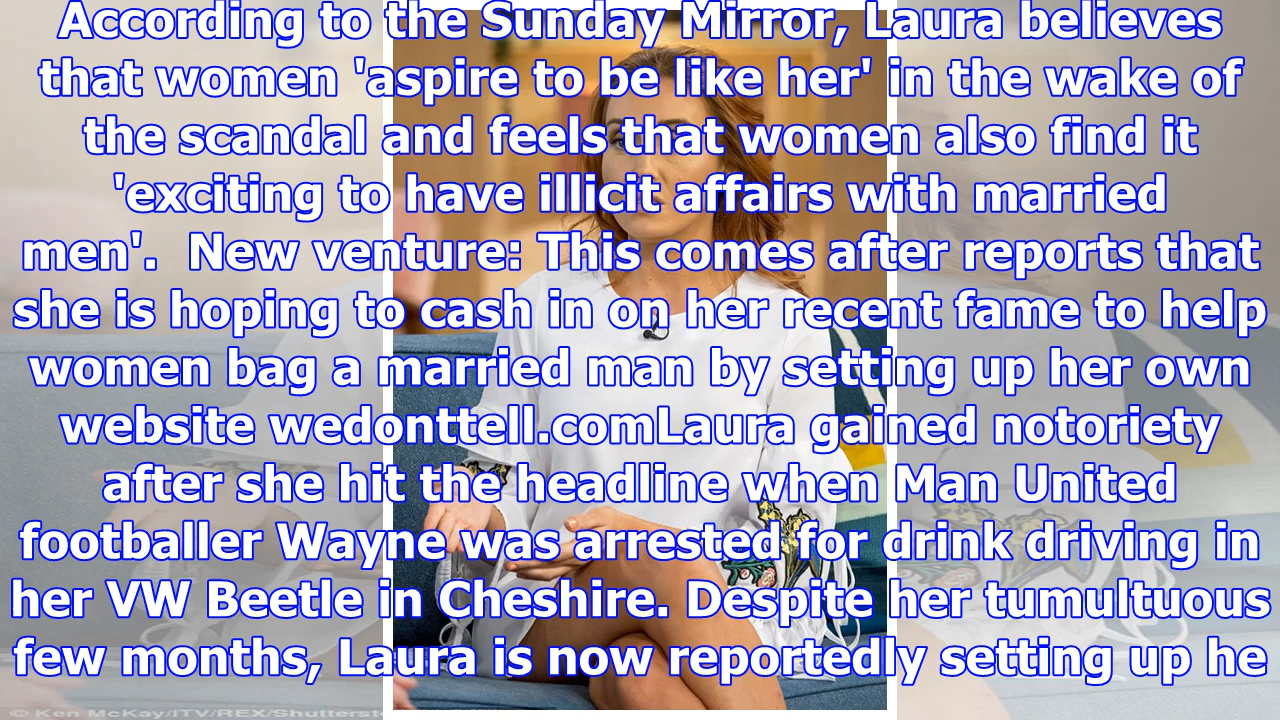 According to the Sunday Mirror, Laura believes
that women 'aspire to be like her' in the wake of
the scandal and feels that women also find it
'exciting to have illicit affairs with married
men'.  New venture: This comes after reports that
she is hoping to cash in on her recent fame to help
women bag a married man by setting up her own
website wedonttell.comLaura gained notoriety
after she hit the headline when Man United
footballer Wayne was arrested for drink driving in
her VW Beetle in Cheshire. Despite her tumultuous
few months, Laura is now reportedly setting up he
© Ken McKay/ITV/REX/Shutterst